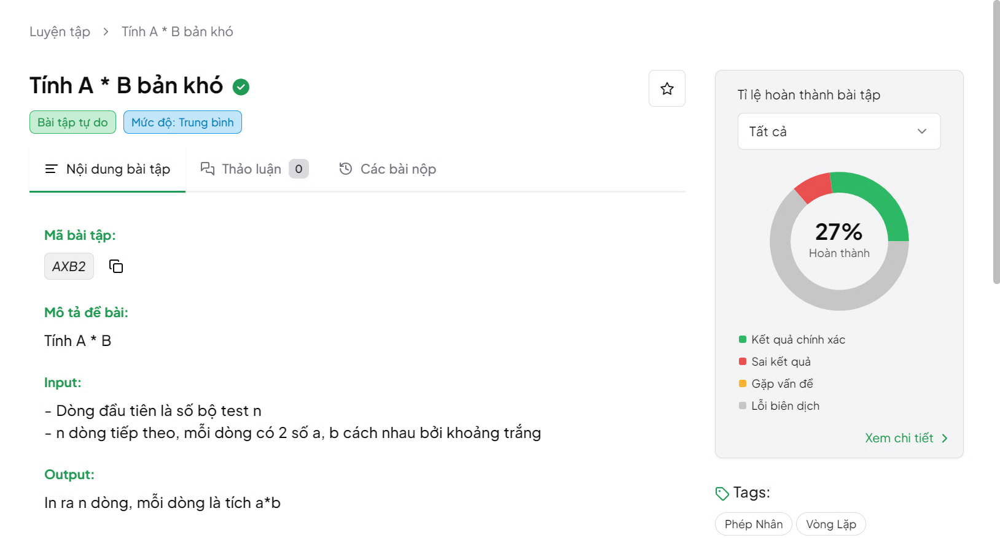 Luyện tập > Tính A * B bản khó
Tính A * B bản khó
Bài tập tự do
Mức độ: Trung bình
Nội dung bài tập
Thảo luận 0
Các bài nộp
Mã bài tập:
AXB2
Mô tả đề bài:
Tính A * B
Input:
- Dòng đầu tiên là số bộ test n
- n dòng tiếp theo, mỗi dòng có 2 số a, b cách nhau bởi khoảng trắng
Output:
In ra n dòng, mỗi dòng là tích a*b
Tỉ lệ hoàn thành bài tập
Tất cả
27%
Hoàn thành
Kết quả chính xác
Sai kết quả
Gặp vấn đề
Lỗi biên dịch
Xem chi tiết
Tags:
Phép Nhân
Vòng Lặp